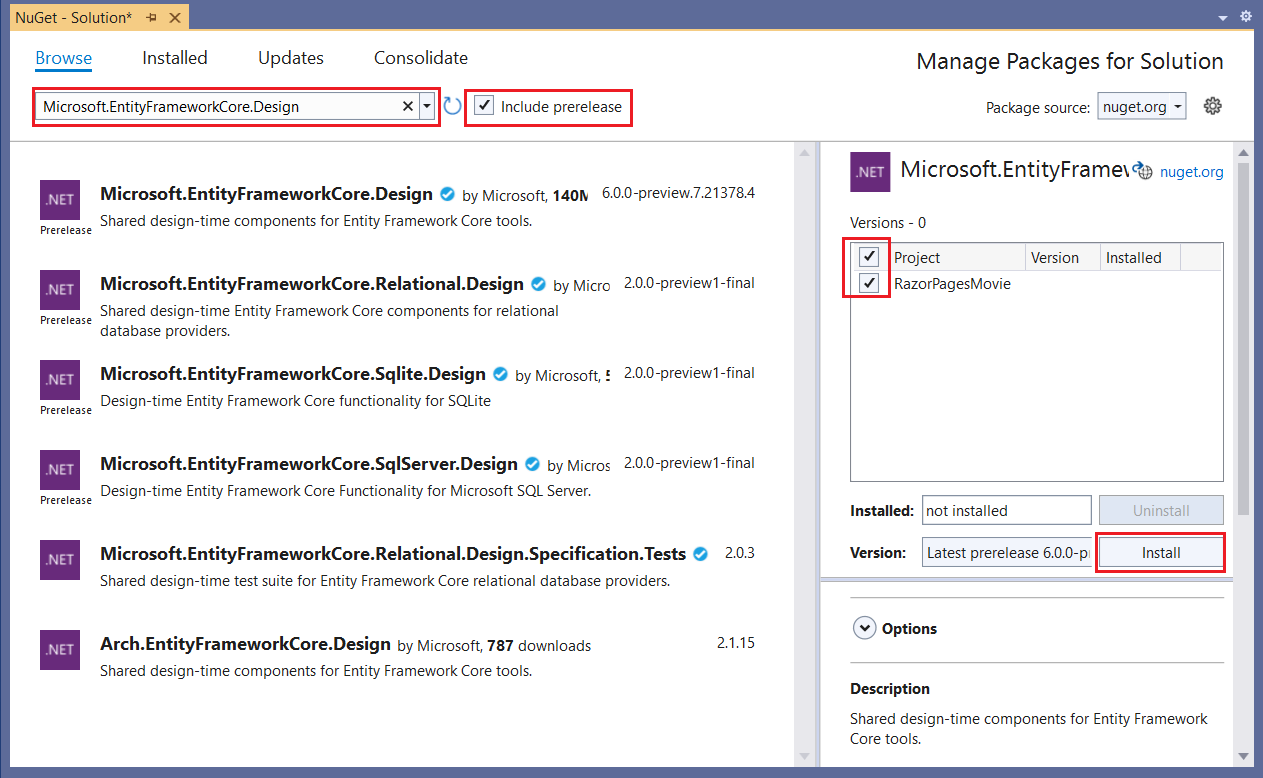 NuGet - Solution*
Browse Installed Updates Consolidate
Manage Packages for Solution
Microsoft.EntityFrameworkCore.Design
Include prerelease
Package source: nuget.org
.NET
Prerelease
Microsoft.EntityFrameworkCore.Design by Microsoft, 140M 6.0.0-preview.7.21378.4
Shared design-time components for Entity Framework Core tools.
.NET
Prerelease
Microsoft.EntityFrameworkCore.Relational.Design by Micro 2.0.0-preview1-final
Shared design-time Entity Framework Core components for relational
database providers.
.NET
Prerelease
Microsoft.EntityFrameworkCore.Sqlite.Design by Microsoft, 2.0.0-preview1-final
Design-time Entity Framework Core functionality for SQLite
.NET
Prerelease
Microsoft.EntityFrameworkCore.SqlServer.Design by Micros 2.0.0-preview1-final
Design-time Entity Framework Core Functionality for Microsoft SQL Server.
.NET
Microsoft.EntityFrameworkCore.Relational.Design.Specification.Tests 2.0.3
Shared design-time test suite for Entity Framework Core relational database providers.
.NET
Arch.EntityFrameworkCore.Design by Microsoft, 787 downloads 2.1.15
Shared design-time components for Entity Framework Core tools.
.NET
Microsoft.EntityFramew nuget.org
Versions - 0
Project Version Installed
RazorPagesMovie
Installed: not installed Uninstall
Version: Latest prerelease 6.0.0-pr Install
Options
Description
Shared design-time components for Entity Framework
Core tools.